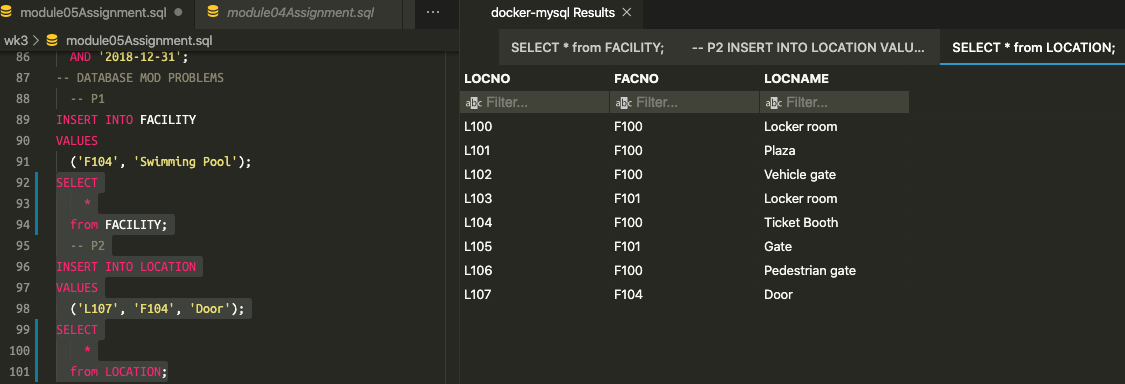 module05Assignment.sql
module04Assignment.sql
...
wk3 > module05Assignment.sql
86 AND '2018-12-31';
87 -- DATABASE MOD PROBLEMS
88 -- P1
89 INSERT INTO FACILITY
90 VALUES
91 ('F104', 'Swimming Pool');
92 SELECT
93 *
94 from FACILITY;
95 -- P2
96 INSERT INTO LOCATION
97 VALUES
98 ('L107', 'F104', 'Door');
99 SELECT
100 *
101 from LOCATION;
docker-mysql Results
SELECT * from FACILITY; -- P2 INSERT INTO LOCATION VALU... SELECT * from LOCATION;
LOCNO FACNO LOCNAME
abc Filter... abc Filter... abc Filter...
L100 F100 Locker room
L101 F100 Plaza
L102 F100 Vehicle gate
L103 F101 Locker room
L104 F100 Ticket Booth
L105 F101 Gate
L106 F100 Pedestrian gate
L107 F104 Door